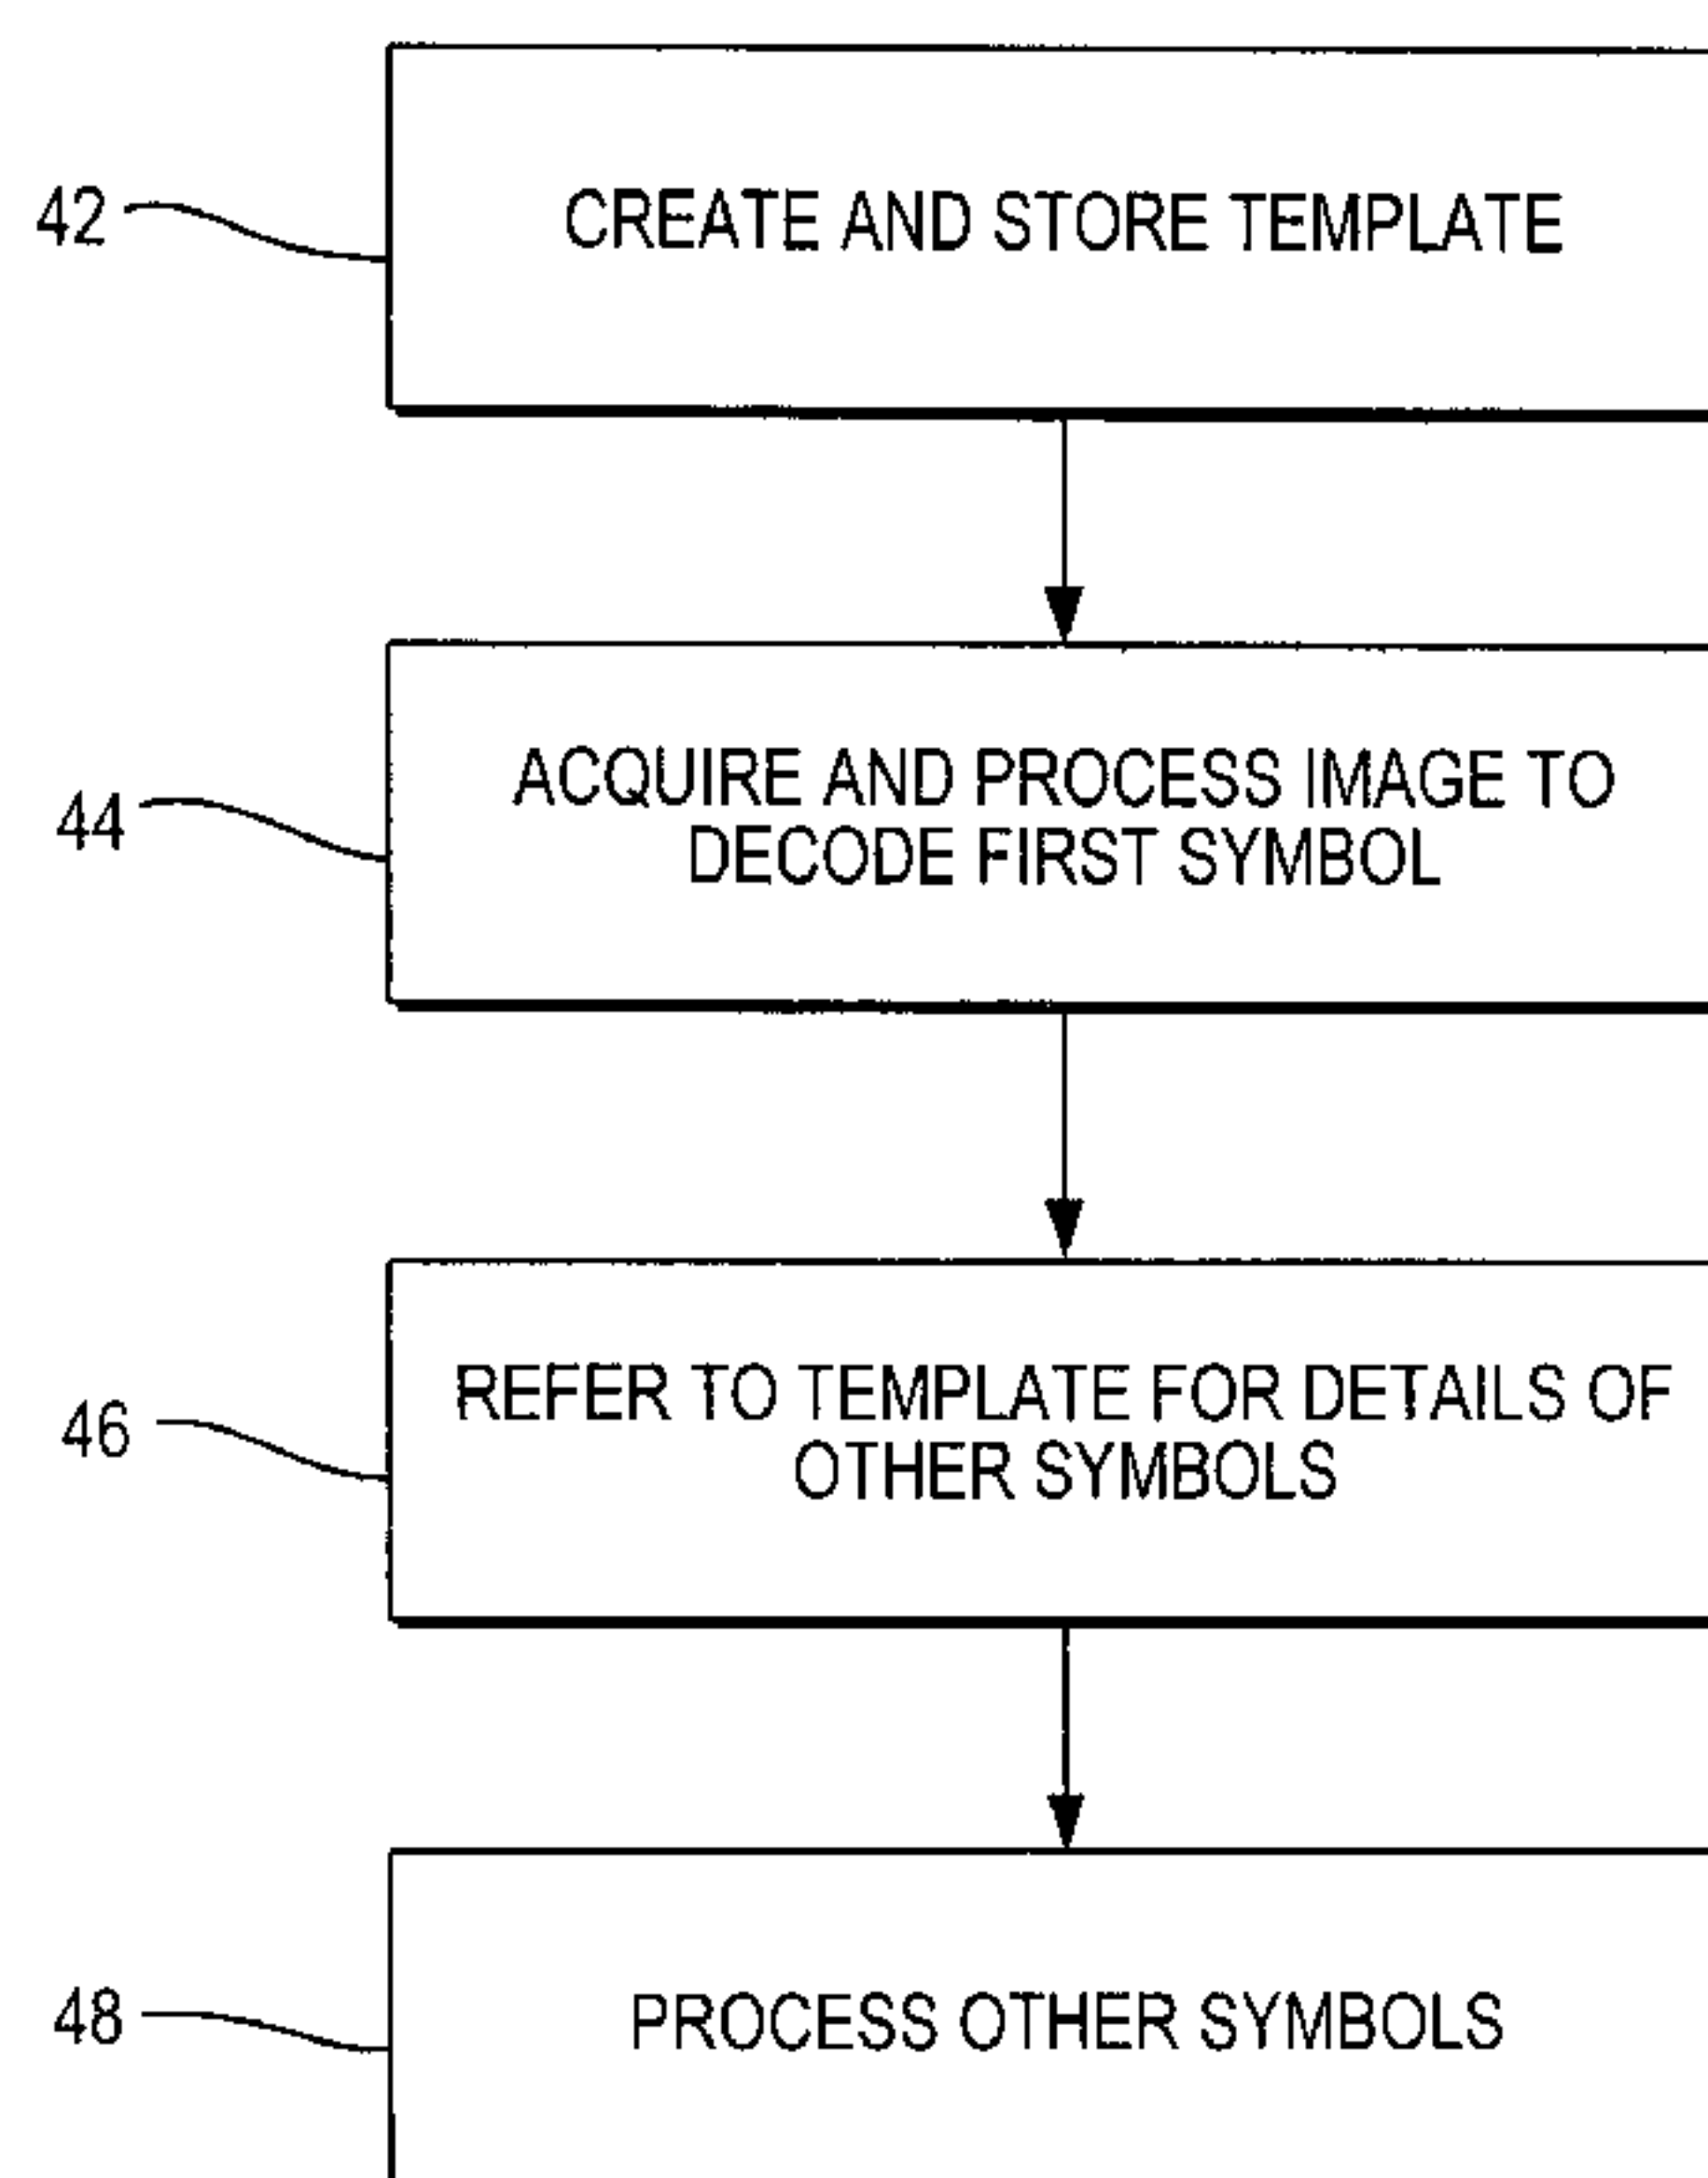 42
CREATE AND STORE TEMPLATE
44
ACQUIRE AND PROCESS IMAGE TO
DECODE FIRST SYMBOL
46
REFER TO TEMPLATE FOR DETAILS OF
OTHER SYMBOLS
48
PROCESS OTHER SYMBOLS